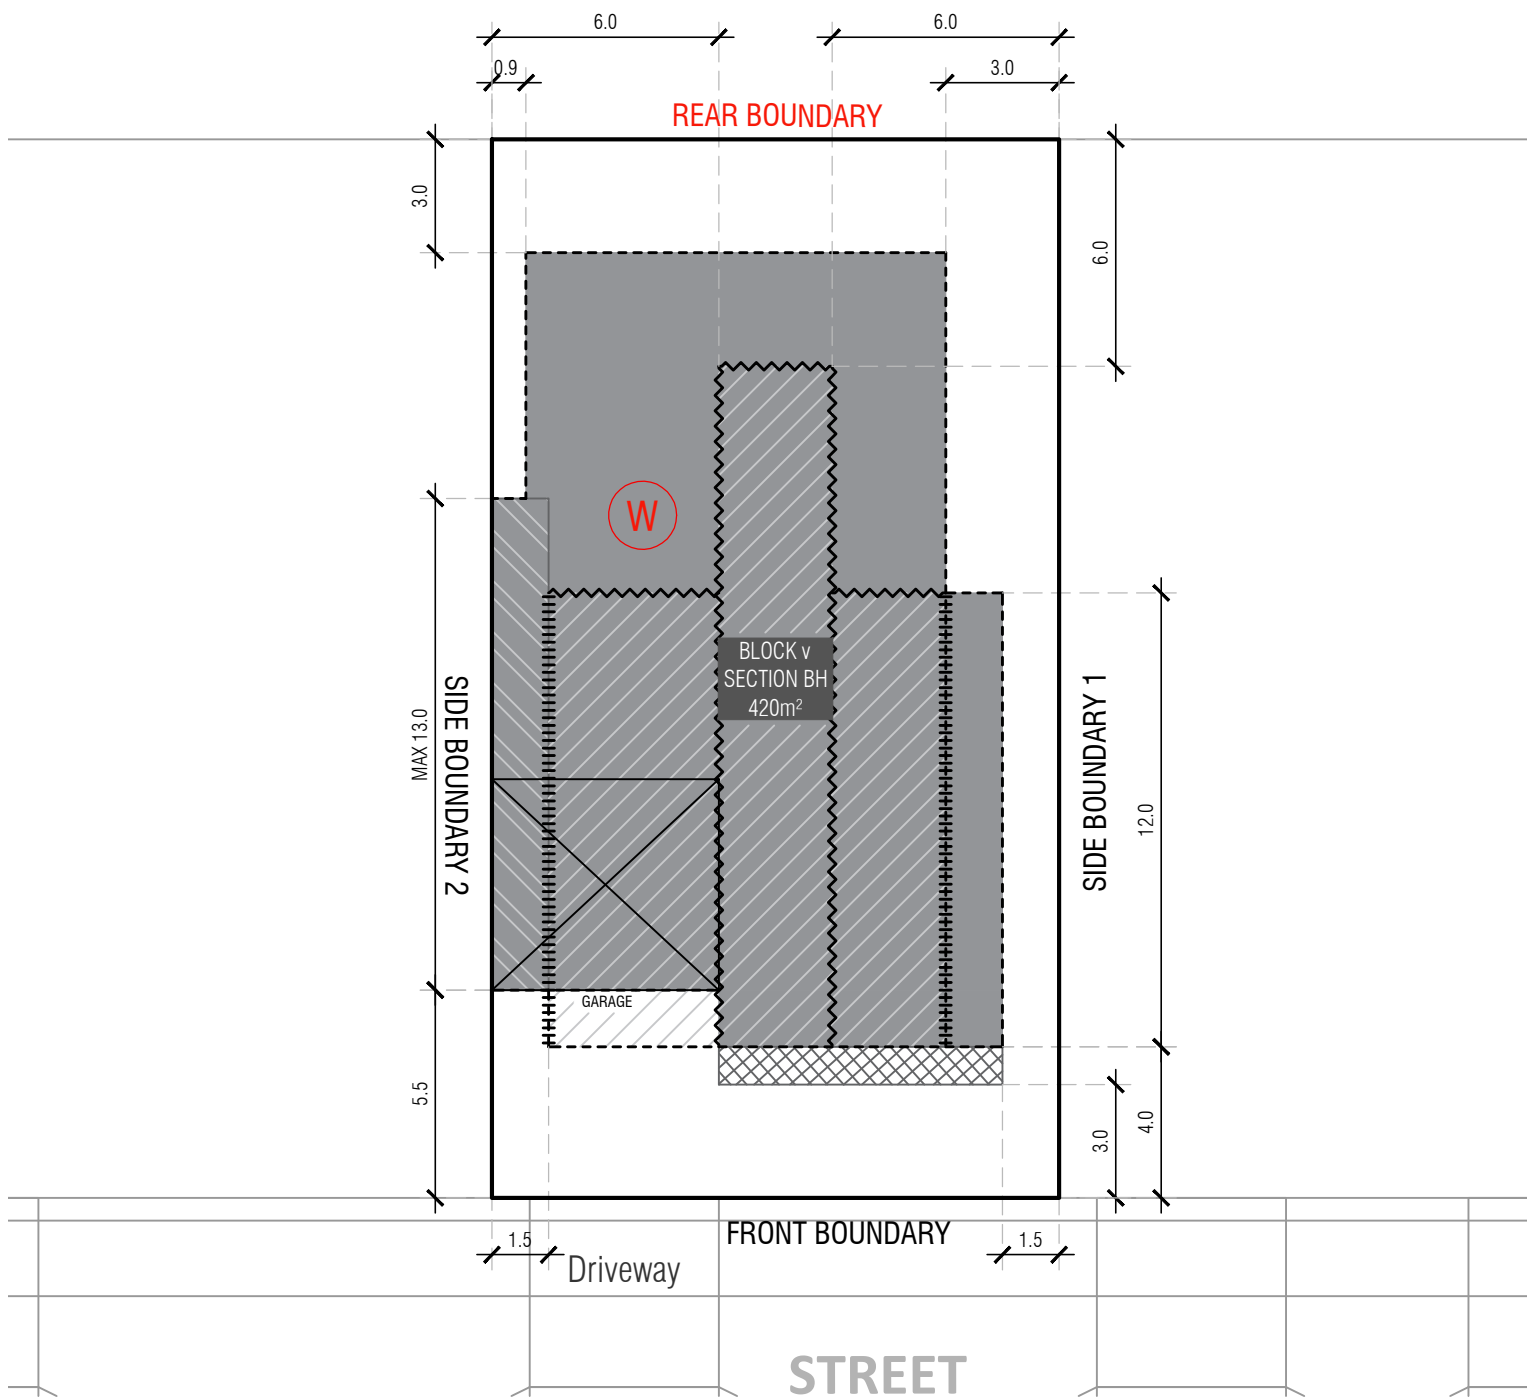 6.0
6.0
0.9
3.0
REAR BOUNDARY
3.0
6.0
W
BLOCK v
SECTION BH
420m²
MAX 13.0
SIDE BOUNDARY 2
SIDE BOUNDARY 1
12.0
GARAGE
5.5
3.0
4.0
1.5
FRONT BOUNDARY
1.5
Driveway
STREET